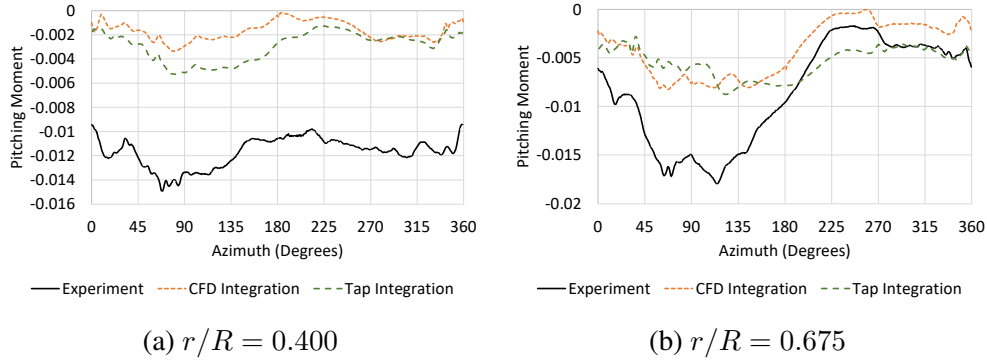 0
-0.002
-0.004
-0.006
-0.008
-0.01
-0.012
-0.014
-0.016
Pitching Moment
0 45 90 135 180 225 270 315 360
Azimuth (Degrees)
Experiment CFD Integration Tap Integration
(a) r/R = 0.400
0
-0.005
-0.01
-0.015
-0.02
Pitching Moment
0 45 90 135 180 225 270 315 360
Azimuth (Degrees)
Experiment CFD Integration Tap Integration
(b) r/R = 0.675